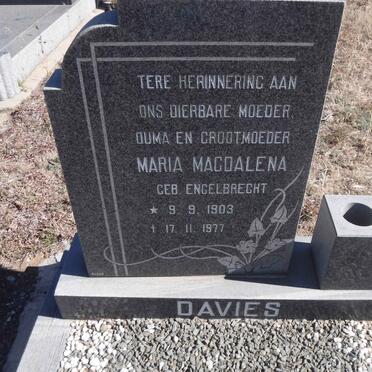 TERE HERINNERING AAN
ONS DIERBARE MOEDER,
OUMA EN GROOTMOEDER
MARIA MAGDALENA
GEB. ENGELBRECHT
* 9. 9. 1903
† 17. 11. 1977
DAVIES